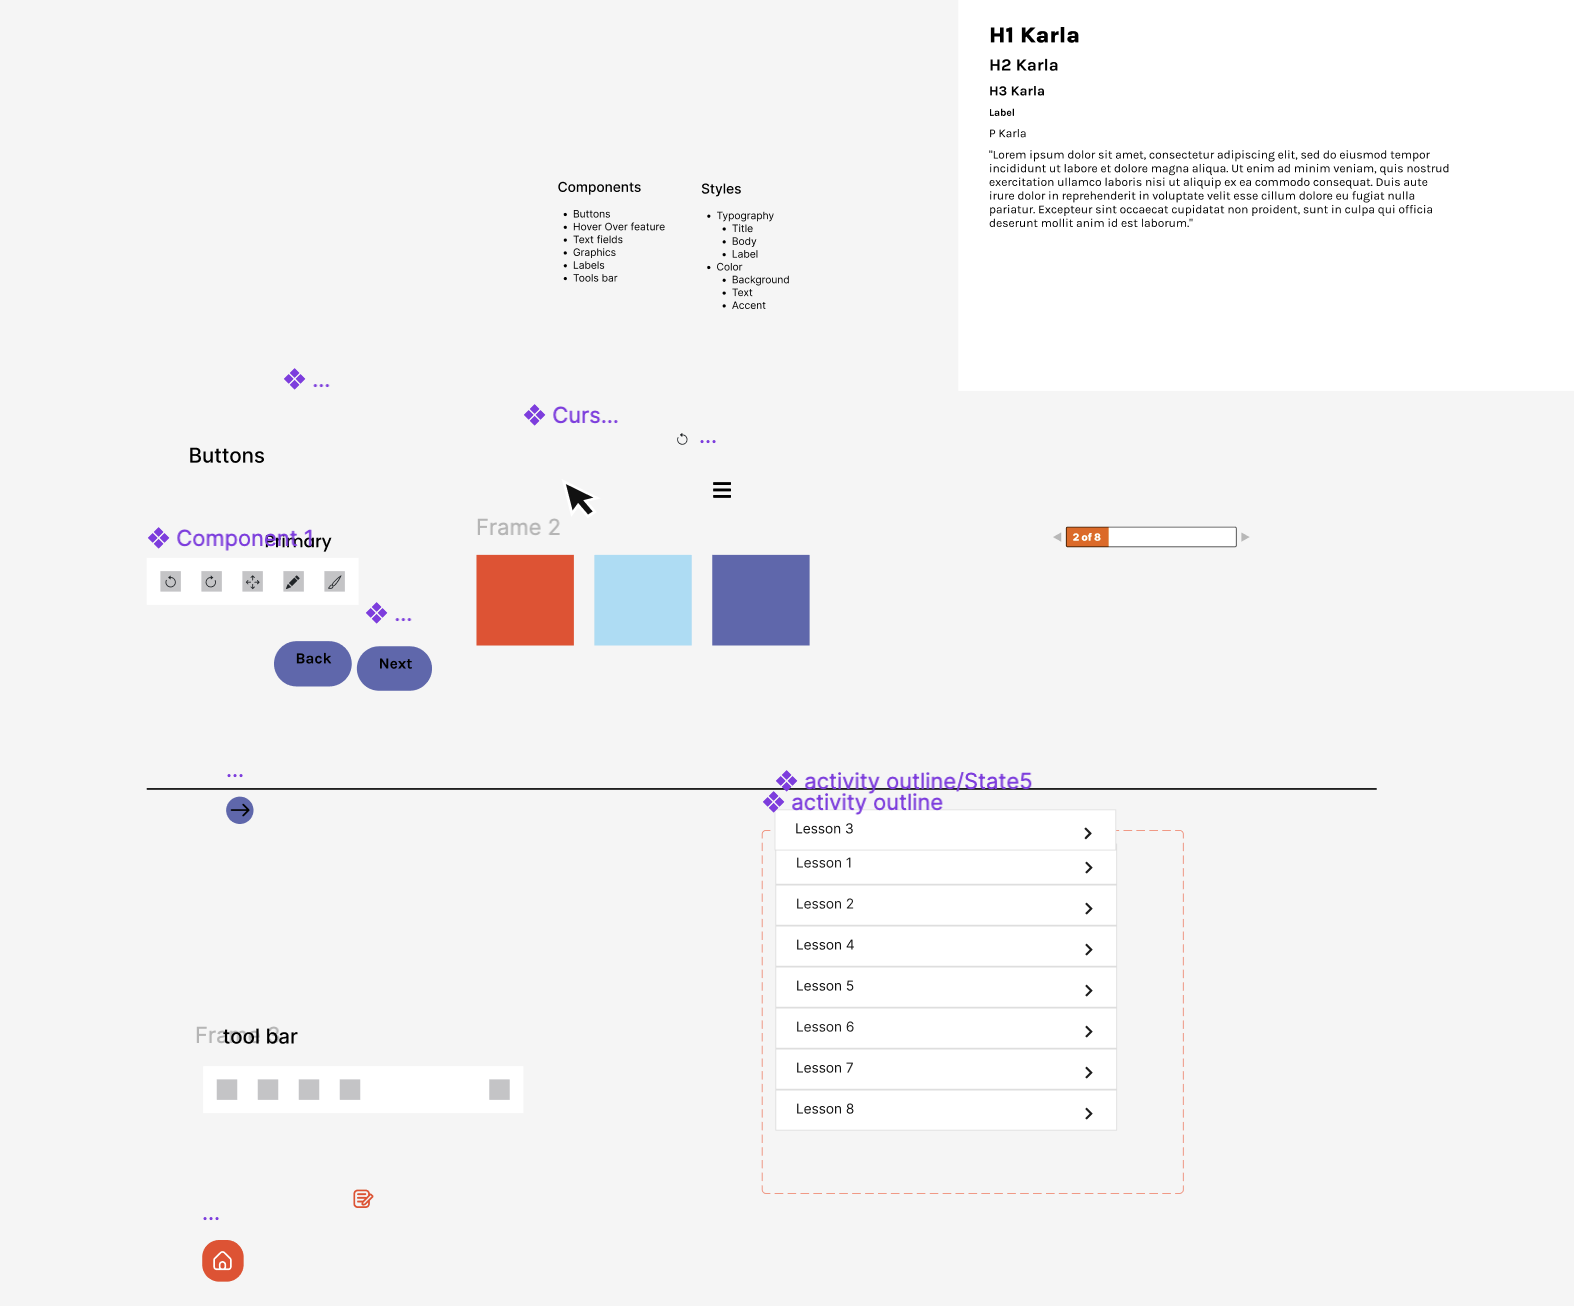 H1 Karla
H2 Karla
H3 Karla
Label
P Karla
"Lorem ipsum dolor sit amet, consectetur adipiscing elit, sed do eiusmod tempor
incididunt ut labore et dolore magna aliqua. Ut enim ad minim veniam, quis nostrud
exercitation ullamco laboris nisi ut aliquip ex ea commodo consequat. Duis aute
irure dolor in reprehenderit in voluptate velit esse cillum dolore eu fugiat nulla
pariatur. Excepteur sint occaecat cupidatat non proident, sunt in culpa qui officia
deserunt mollit anim id est laborum."
Components
• Buttons
• Hover Over feature
• Text fields
• Graphics
• Labels
• Tools bar
Styles
• Typography
• Title
• Body
• Label
• Color
• Background
• Text
• Accent
...
Curs...
...
Buttons
Component 1
Primary
Frame 2
2 of 8
...
Back
Next
...
activity outline/State5
activity outline
Lesson 3
Lesson 1
Lesson 2
Lesson 4
Lesson 5
Lesson 6
Lesson 7
Lesson 8
tool bar
...